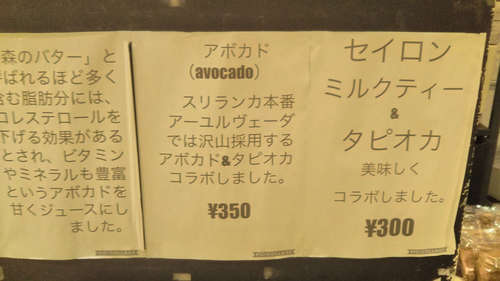 森のバター」と
ばれるほど多く
含む脂肪分には、
コレステロールを
下げる効果がある
とされ、ビタミン
やミネラルも豊富
というアボカドを
甘くジュースにし
ました。
アボカド
（avocado）
スリランカ本番
アーユルヴェーダ
では沢山採用する
アボカド&タピオカ
コラボしました。
¥350
セイロン
ミルクティー
&
タピオカ
美味しく
コラボしました。
¥300